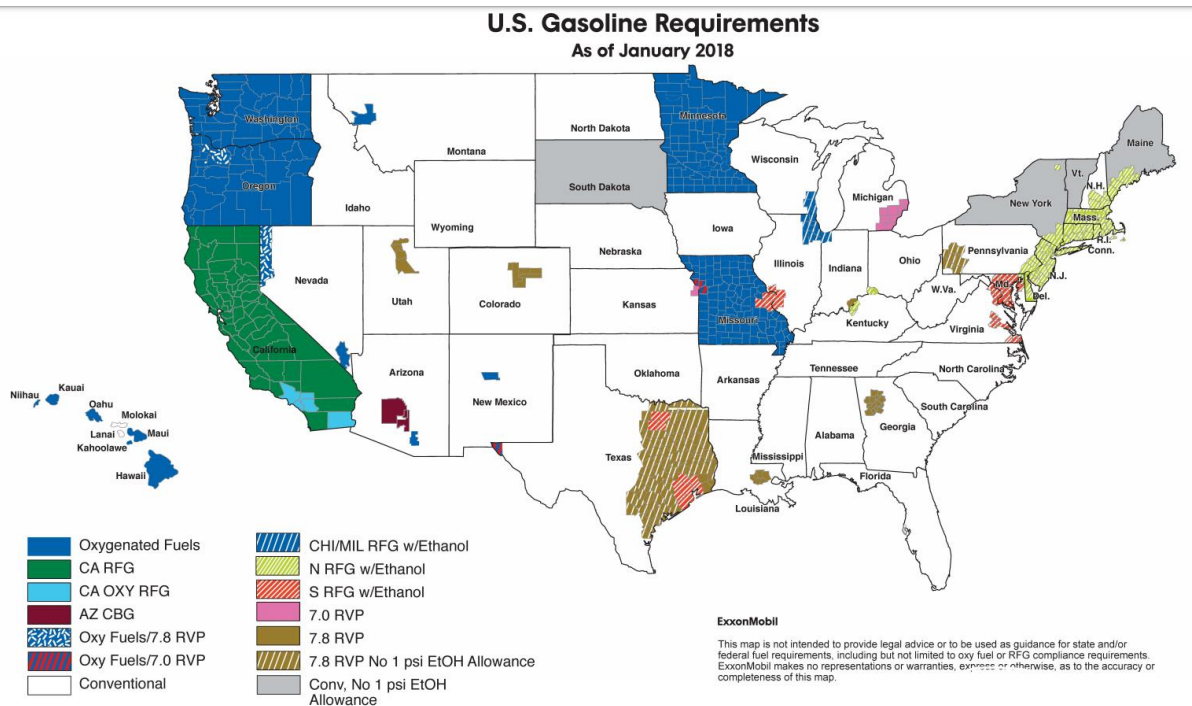 U.S. Gasoline Requirements
As of January 2018
Washington
Oregon
Idaho
Montana
Wyoming
North Dakota
South Dakota
Nebraska
Minnesota
Wisconsin
Michigan
Iowa
Illinois
Indiana
Ohio
Pennsylvania
New York
Vt.
N.H.
Maine
Mass.
R.I.
Conn.
N.J.
Del.
Md.
W.Va.
Virginia
Kentucky
Nevada
Utah
Colorado
Kansas
Missouri
California
Arizona
New Mexico
Oklahoma
Arkansas
Tennessee
North Carolina
South Carolina
Georgia
Alabama
Mississippi
Florida
Louisiana
Texas
Niihau
Kauai
Oahu
Molokai
Lanai
Maui
Kahoolawe
Hawaii
Oxygenated Fuels
CA RFG
CA OXY RFG
AZ CBG
Oxy Fuels/7.8 RVP
Oxy Fuels/7.0 RVP
Conventional
CHI/MIL RFG w/Ethanol
N RFG w/Ethanol
S RFG w/Ethanol
7.0 RVP
7.8 RVP
7.8 RVP No 1 psi EtOH Allowance
Conv, No 1 psi EtOH
Allowance
ExxonMobil
This map is not intended to provide legal advice or to be used as guidance for state and/or
federal fuel requirements, including but not limited to oxy fuel or RFG compliance requirements.
ExxonMobil makes no representations or warranties, express or otherwise, as to the accuracy or
completeness of this map.